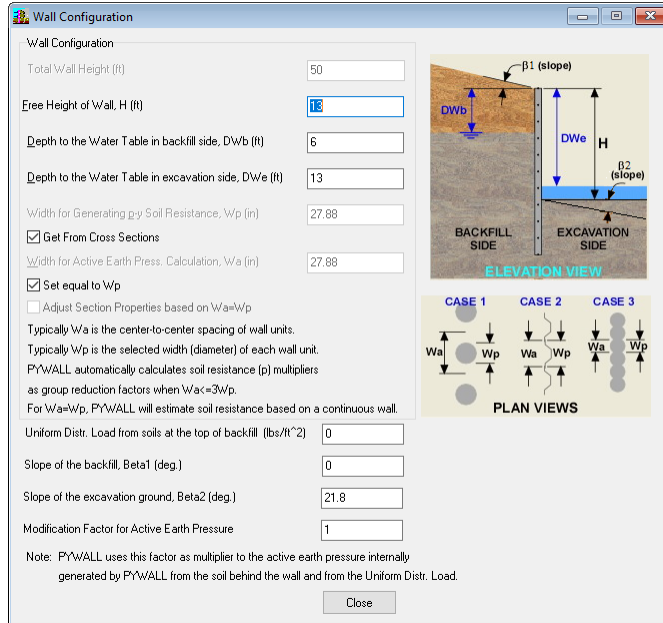 Wall Configuration
Wall Configuration
Total Wall Height (ft)
50
Free Height of Wall, H (ft)
13
Depth to the Water Table in backfill side, DWb (ft)
6
Depth to the Water Table in excavation side, DWe (ft)
13
Width for Generating p-y Soil Resistance, Wp (in)
27.88
Get From Cross Sections
Width for Active Earth Press. Calculation, Wa (in)
27.88
Set equal to Wp
Adjust Section Properties based on Wa=Wp
Typically Wa is the center-to-center spacing of wall units.
Typically Wp is the selected width (diameter) of each wall unit.
PYWALL automatically calculates soil resistance (p) multipliers
as group reduction factors when Wa<=3Wp.
For Wa=Wp, PYWALL will estimate soil resistance based on a continuous wall.
Uniform Distr. Load from soils at the top of backfill (lbs/ft^2)
0
Slope of the backfill, Beta1 (deg.)
0
Slope of the excavation ground, Beta2 (deg.)
21.8
Modification Factor for Active Earth Pressure
1
Note: PYWALL uses this factor as multiplier to the active earth pressure internally
generated by PYWALL from the soil behind the wall and from the Uniform Distr. Load.
Close
β1 (slope)
DWb
DWe
H
β2
(slope)
BACKFILL
SIDE
EXCAVATION
SIDE
ELEVATION VIEW
CASE 1
CASE 2
CASE 3
Wa
Wp
Wa
Wp
Wa
Wp
PLAN VIEWS